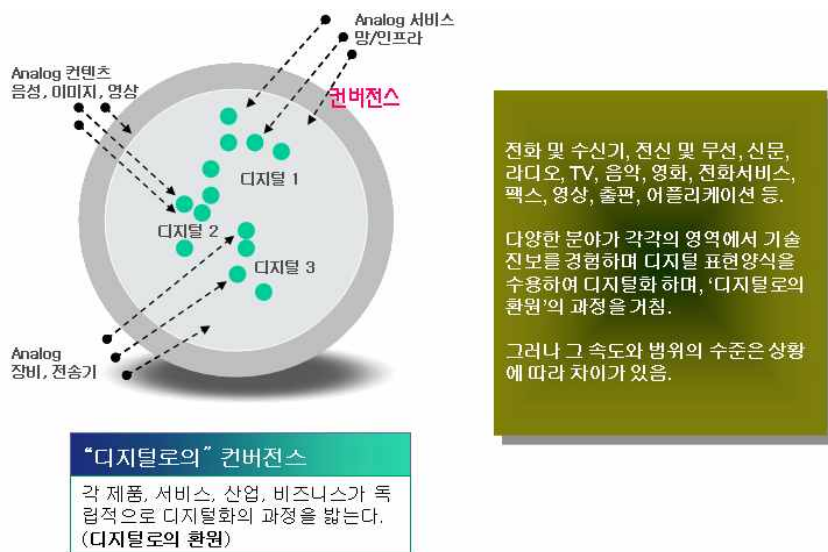 Analog 서비스
망/인프라
Analog 컨텐츠
음성, 이미지, 영상
컨버전스
디지털 1
디지털 2
디지털 3
Analog
장비, 전송기
“디지털로의” 컨버전스
각 제품, 서비스, 산업, 비즈니스가 독
립적으로 디지털화의 과정을 밟는다.
(디지털로의 환원)
전화 및 수신기, 전신 및 무선, 신문,
라디오, TV, 음악, 영화, 전화서비스,
팩스, 영상, 출판, 어플리케이션 등.
다양한 분야가 각각의 영역에서 기술
진보를 경험하며 디지털 표현양식을
수용하여 디지털화 하며, ‘디지털로의
환원’의 과정을 거침.
그러나 그 속도와 범위의 수준은 상황
에 따라 차이가 있음.